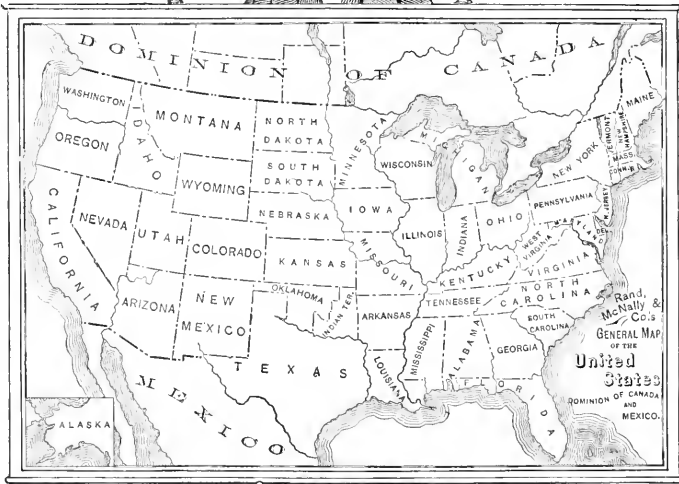 DOMINION OF CANADA
WASHINGTON
OREGON
CALIFORNIA
NEVADA
IDAHO
MONTANA
WYOMING
UTAH
COLORADO
ARIZONA
NEW
MEXICO
NORTH
DAKOTA
SOUTH
DAKOTA
NEBRASKA
KANSAS
OKLAHOMA
INDIAN TER.
TEXAS
MINNESOTA
IOWA
MISSOURI
ARKANSAS
LOUISIANA
WISCONSIN
MICHIGAN
ILLINOIS
INDIANA
OHIO
KENTUCKY
TENNESSEE
MISSISSIPPI
ALABAMA
GEORGIA
FLORIDA
SOUTH
CAROLINA
NORTH
CAROLINA
VIRGINIA
WEST
VIRGINIA
MARYLAND
DEL.
N. JERSEY
PENNSYLVANIA
NEW YORK
VERMONT
NEW
HAMPSHIRE
MAINE
MASS.
CONN.
R.I.
MEXICO
ALASKA
Rand,
McNally &
Co.'s
GENERAL MAP
OF THE
United
States
DOMINION OF CANADA
AND
MEXICO.